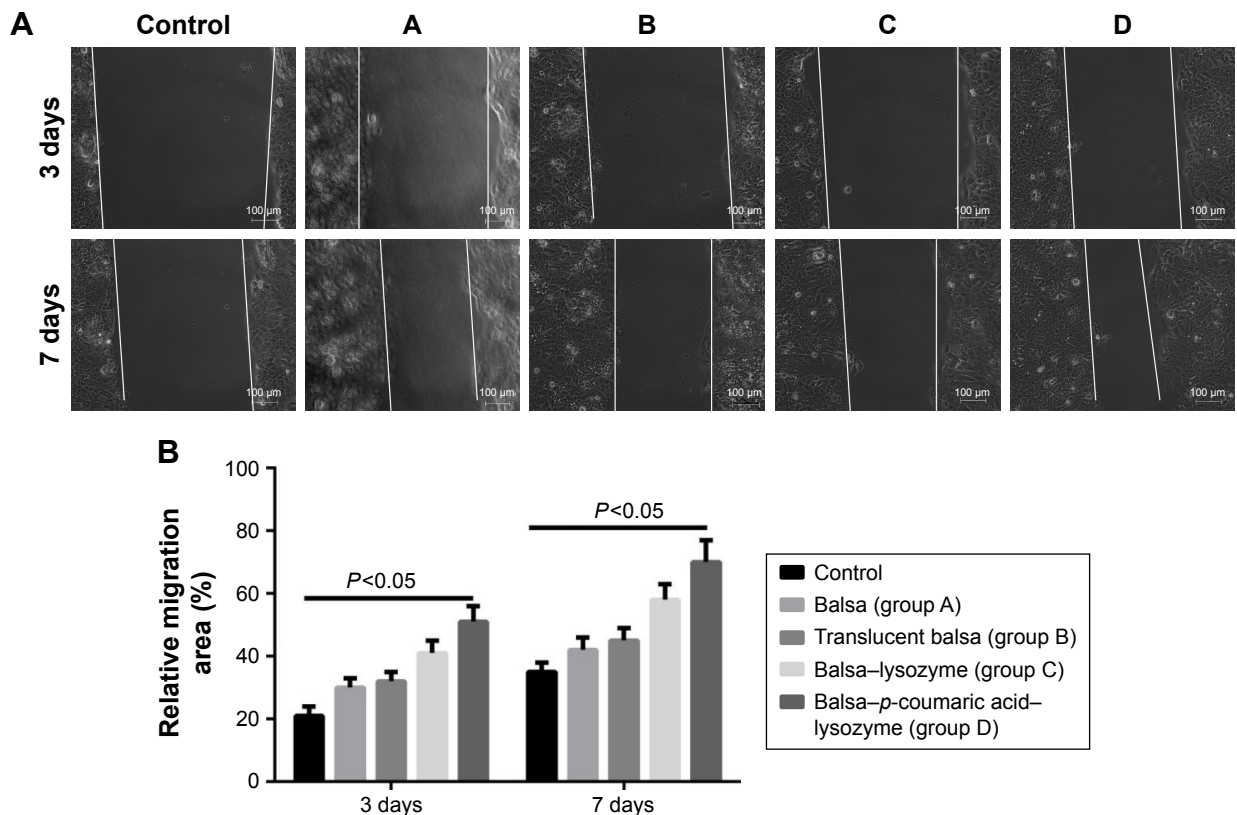 A
Control
A
B
C
D
3 days
100 µm
100 µm
100 µm
100 µm
100 µm
7 days
100 µm
100 µm
100 µm
100 µm
100 µm
B
Relative migration
area (%)
100
80
60
40
20
0
P<0.05
P<0.05
3 days
7 days
Control
Balsa (group A)
Translucent balsa (group B)
Balsa–lysozyme (group C)
Balsa–p-coumaric acid–
lysozyme (group D)